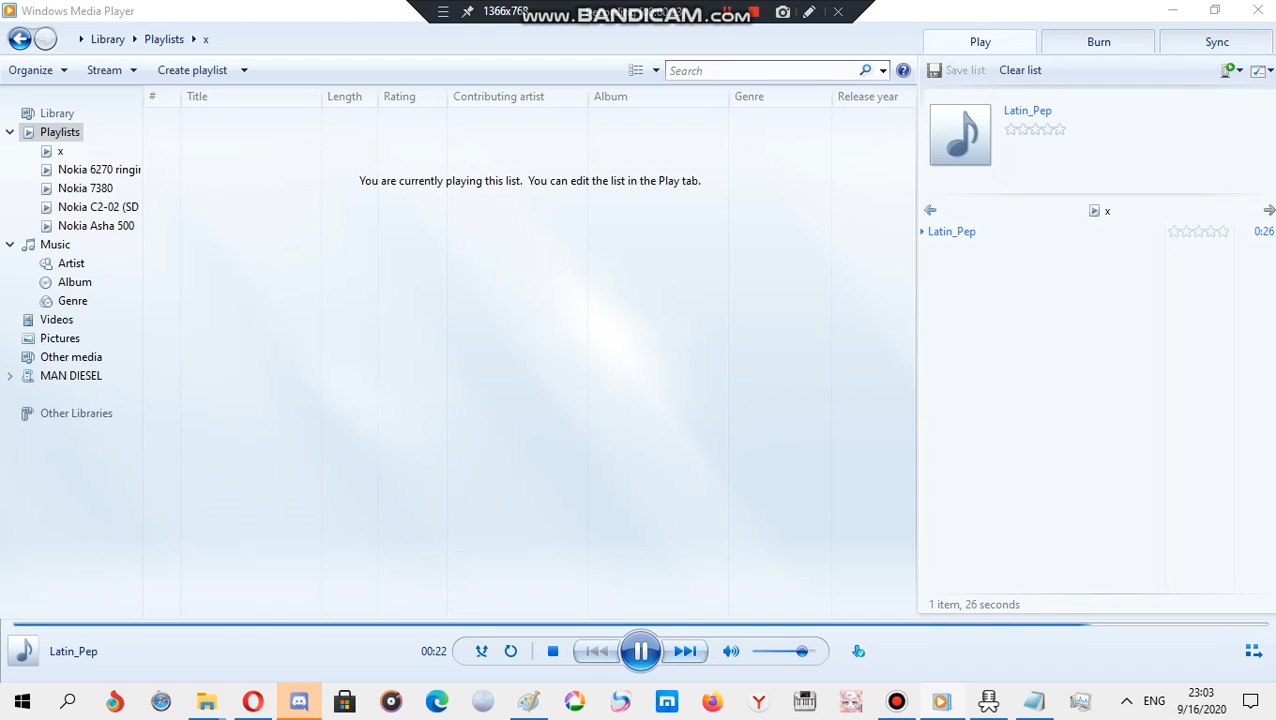 Windows Media Player
1366x768
www.BANDICAM.com
Library
Playlists
x
Play
Burn
Sync
Organize
Stream
Create playlist
Search
Save list
Clear list
#
Title
Length
Rating
Contributing artist
Album
Genre
Release year
Library
Playlists
x
Nokia 6270 ringin
Nokia 7380
Nokia C2-02 (SD
Nokia Asha 500
Music
Artist
Album
Genre
Videos
Pictures
Other media
MAN DIESEL
Other Libraries
You are currently playing this list. You can edit the list in the Play tab.
Latin_Pep
x
Latin_Pep
0:26
1 item, 26 seconds
Latin_Pep
00:22
ENG
23:03
9/16/2020